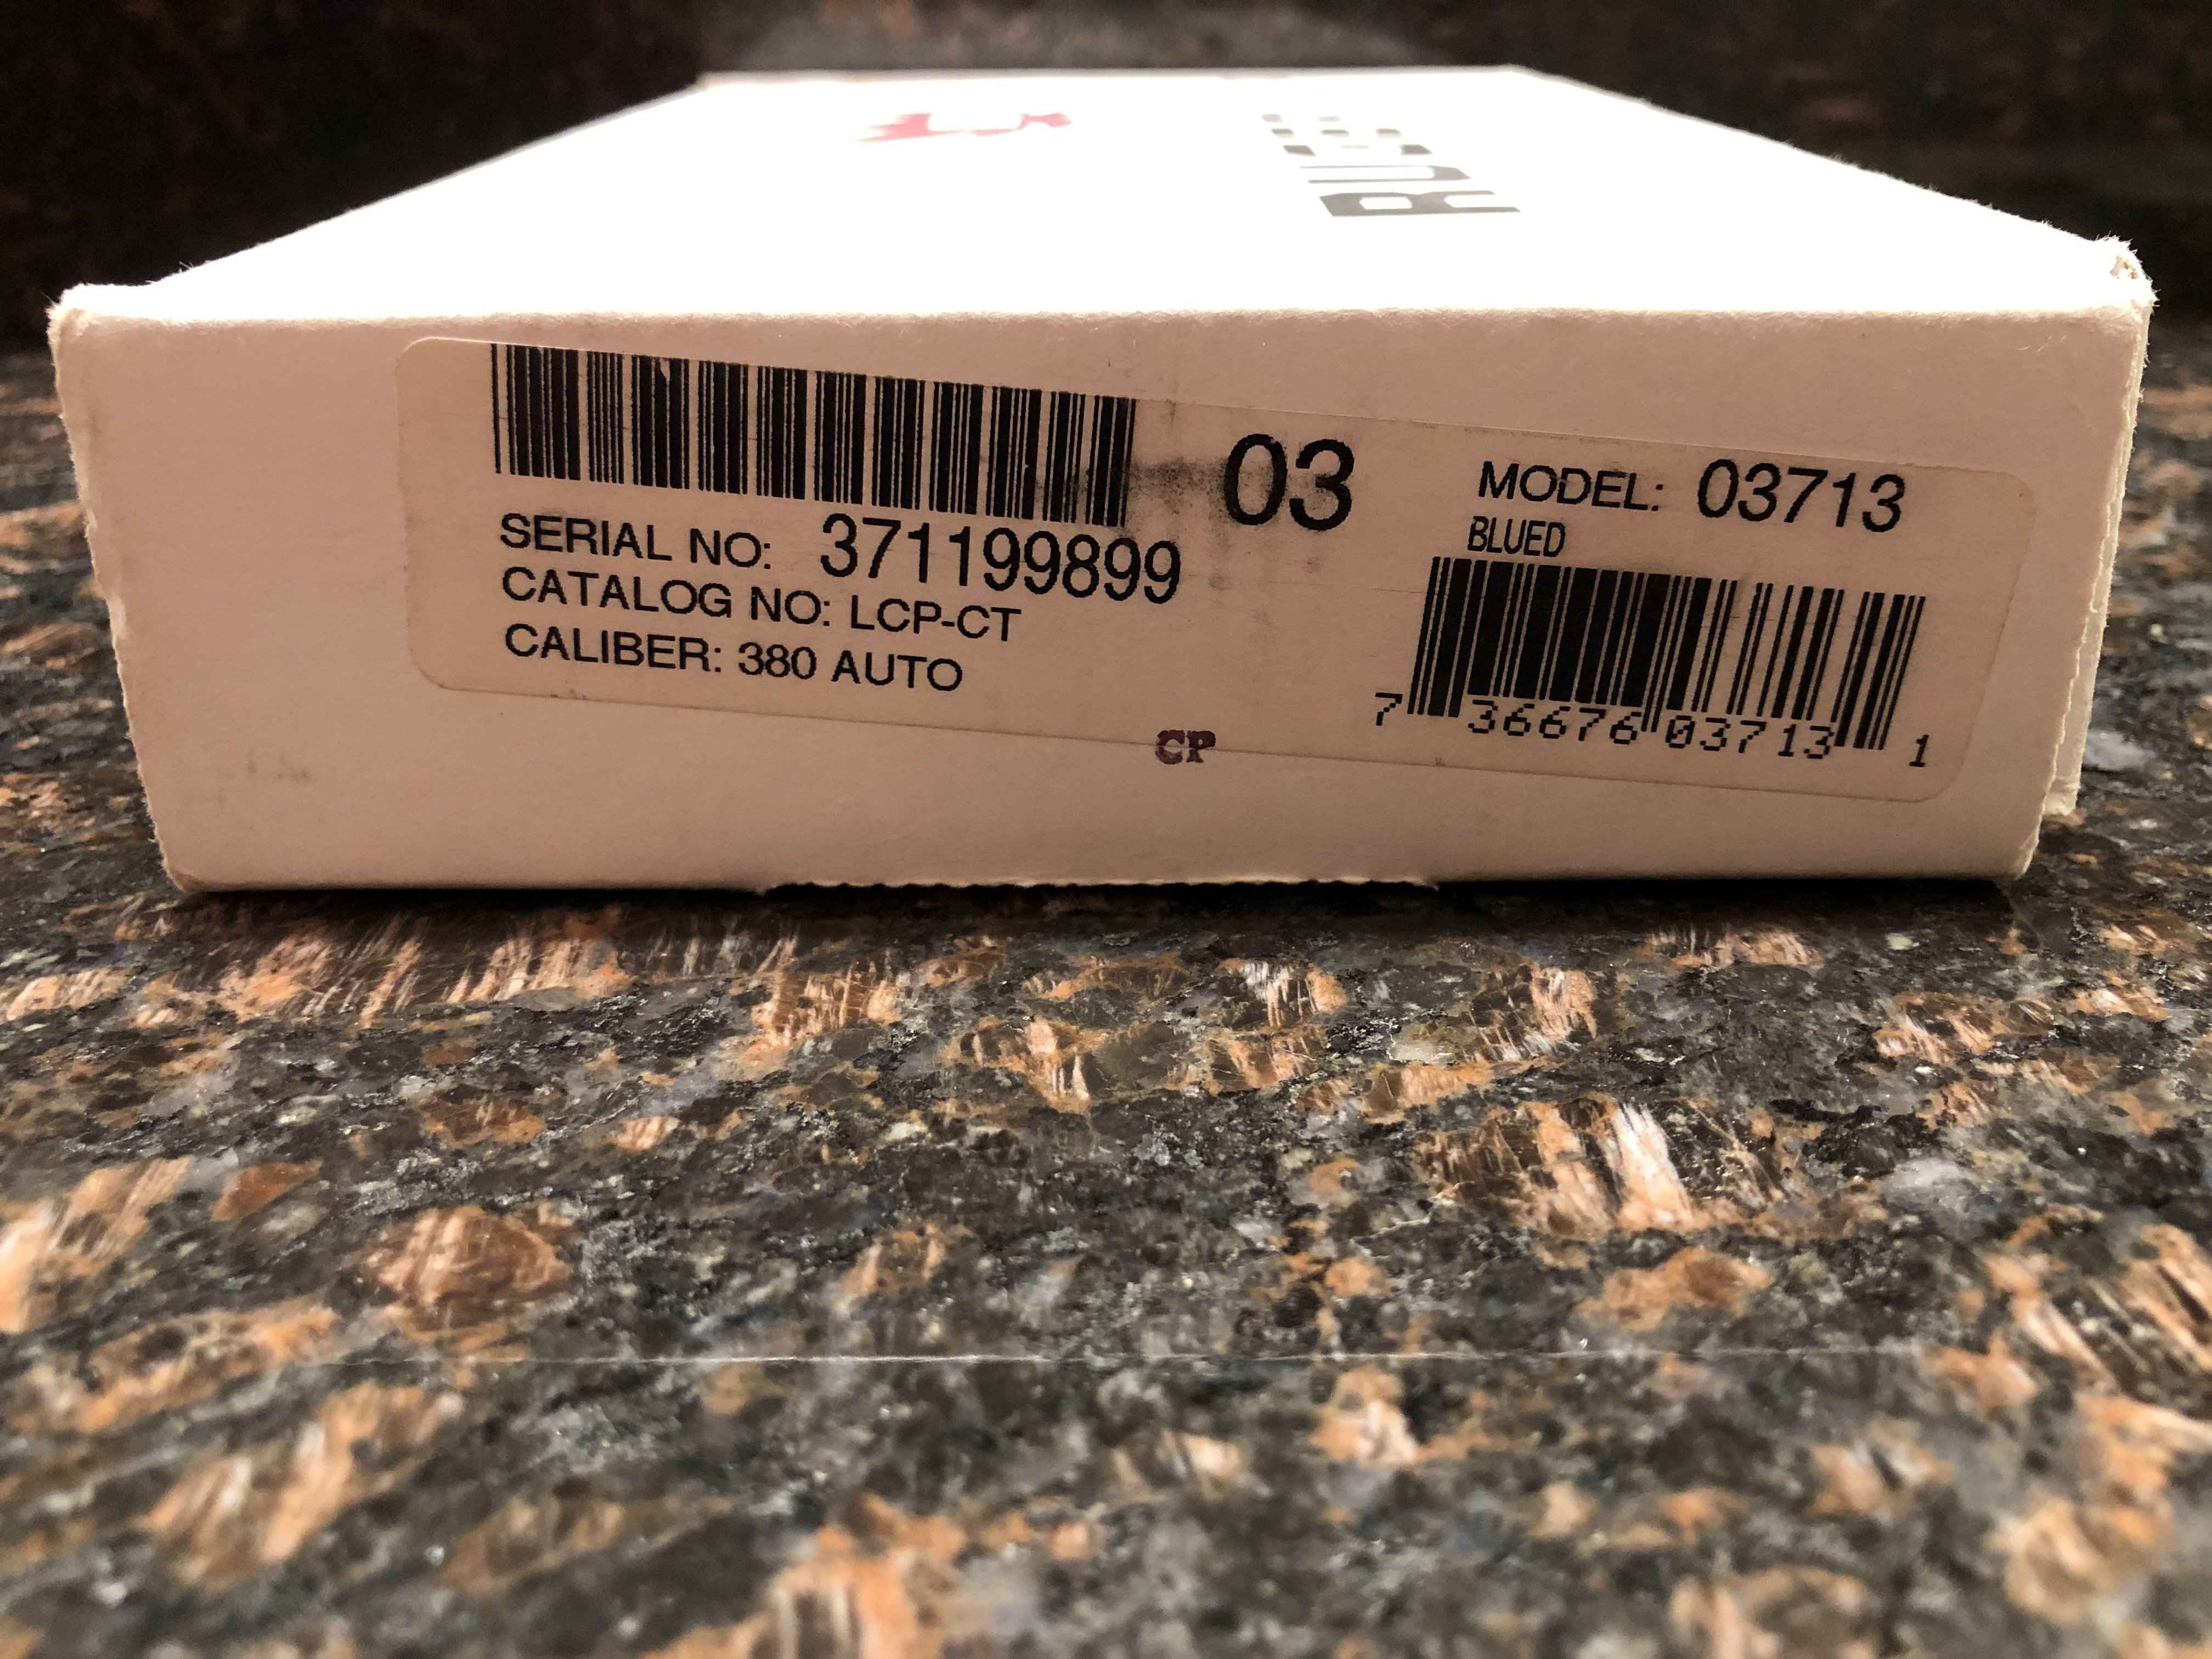 RUGER
03
MODEL: 03713
BLUED
SERIAL NO: 371199899
CATALOG NO: LCP-CT
CALIBER: 380 AUTO
7 36676 03713 1
CP